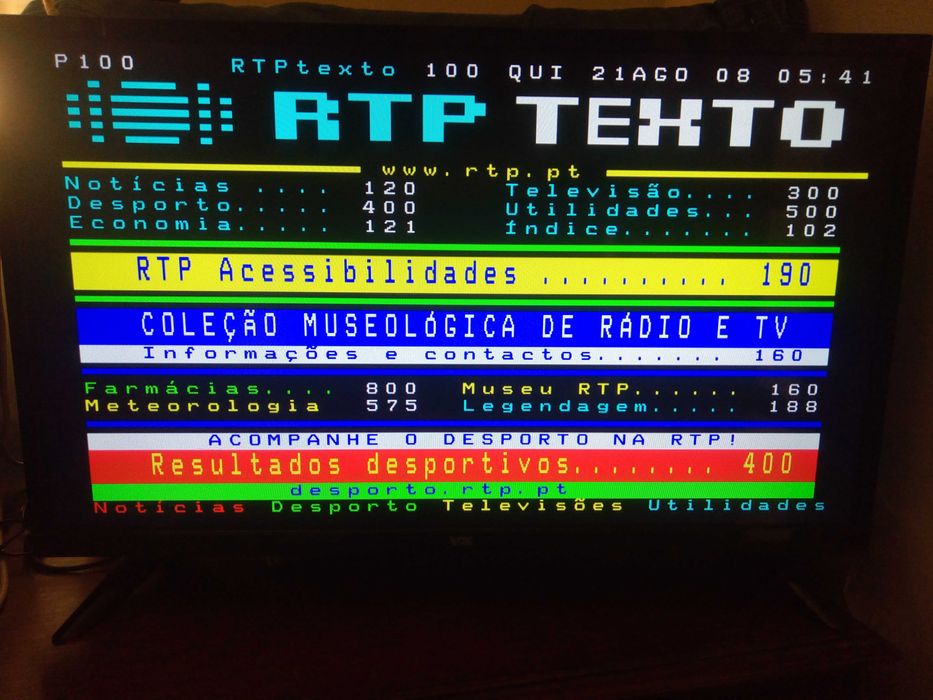 P100 RTPtexto 100 QUI 21AGO 08 05:41
RTP TEXTO
www.rtp.pt
Notícias .... 120 Televisão.... 300
Desporto..... 400 Utilidades... 500
Economia..... 121 Índice....... 102
RTP Acessibilidades .......... 190
COLEÇÃO MUSEOLÓGICA DE RÁDIO E TV
Informações e contactos....... 160
Farmácias.... 800 Museu RTP...... 160
Meteorologia 575 Legendagem..... 188
ACOMPANHE O DESPORTO NA RTP!
Resultados desportivos........ 400
desporto.rtp.pt
Notícias Desporto Televisões Utilidades